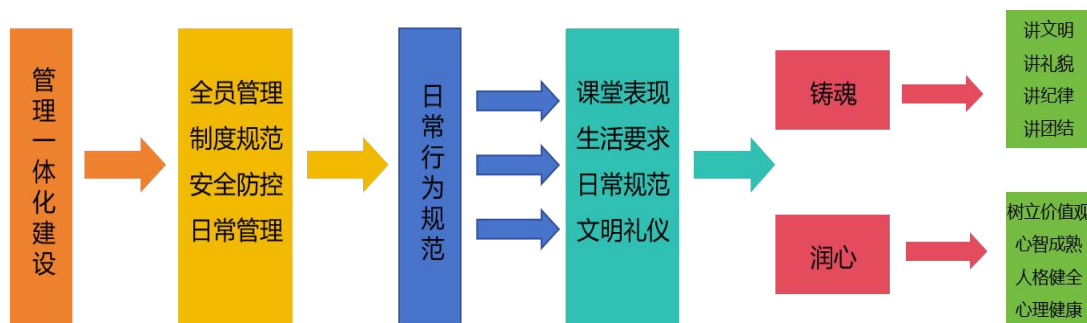 管理一体化建设
全员管理
制度规范
安全防控
日常管理
日常行为规范
课堂表现
生活要求
日常规范
文明礼仪
铸魂
讲文明
讲礼貌
讲纪律
讲团结
润心
树立价值观
心智成熟
人格健全
心理健康